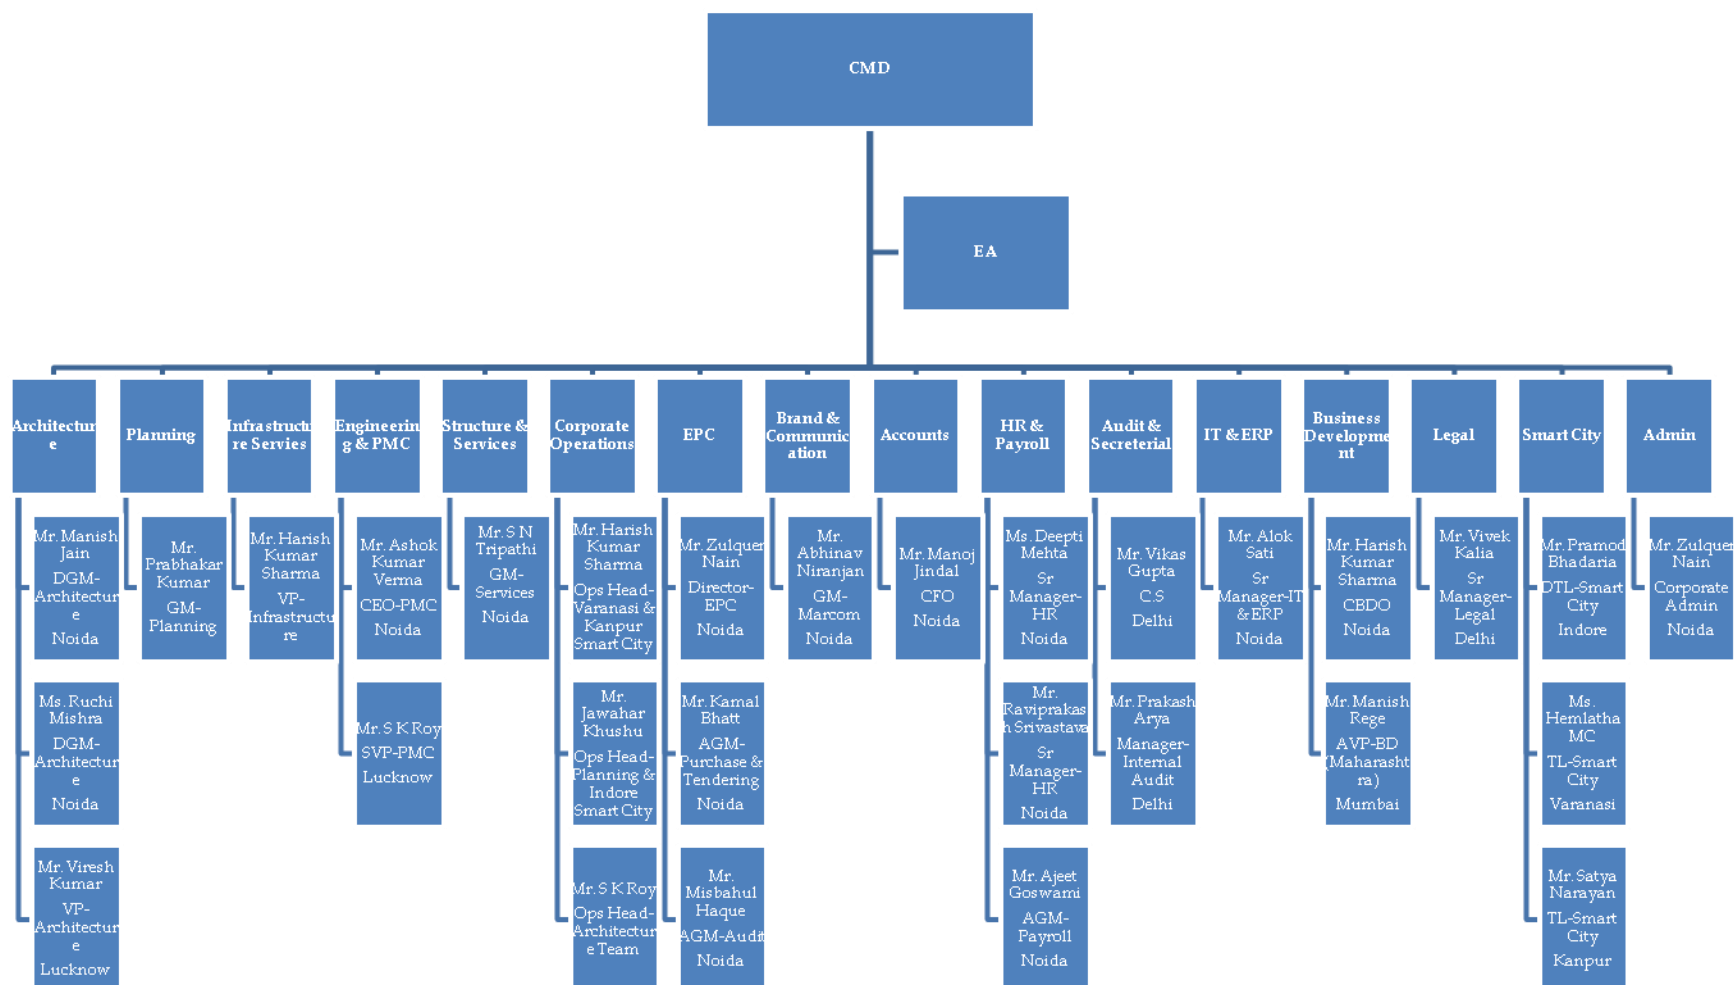 CMD
EA
Architectur
e
Planning
Infrastructu
re Servies
Engineerin
g & PMC
Structure &
Services
Corporate
Operations
EPC
Brand &
Communic
ation
Accounts
HR &
Payroll
Audit &
Secreterial
IT & ERP
Business
Developme
nt
Legal
Smart City
Admin
Mr. Manish
Jain
DGM-
Architectur
e
Noida
Ms. Ruchi
Mishra
DGM-
Architectur
e
Noida
Mr. Viresh
Kumar
VP-
Architectur
e
Lucknow
Mr.
Prabhakar
Kumar
GM-
Planning
Mr. Harish
Kumar
Sharma
VP-
Infrastructu
re
Mr. Ashok
Kumar
Verma
CEO-PMC
Noida
Mr. S K Roy
SVP-PMC
Lucknow
Mr. S N
Tripathi
GM-
Services
Noida
Mr. Harish
Kumar
Sharma
Ops Head-
Varanasi &
Kanpur
Smart City
Mr.
Jawahar
Khushu
Ops Head-
Planning &
Indore
Smart City
Mr. S K Roy
Ops Head-
Architectur
e Team
Mr. Zulquer
Nain
Director-
EPC
Noida
Mr. Kamal
Bhatt
AGM-
Purchase &
Tendering
Noida
Mr.
Misbahul
Haque
AGM-Audit
Noida
Mr.
Abhinav
Niranjan
GM-
Marcom
Noida
Mr. Manoj
Jindal
CFO
Noida
Ms. Deepti
Mehta
Sr
Manager-
HR
Noida
Mr.
Raviprakas
h Srivastava
Sr
Manager-
HR
Noida
Mr. Ajeet
Goswami
AGM-
Payroll
Noida
Mr. Vikas
Gupta
C.S
Delhi
Mr. Prakash
Arya
Manager-
Internal
Audit
Delhi
Mr. Alok
Sati
Sr
Manager-IT
& ERP
Noida
Mr. Harish
Kumar
Sharma
CBDO
Noida
Mr. Manish
Rege
AVP-BD
(Maharasht
ra)
Mumbai
Mr. Vivek
Kalia
Sr
Manager-
Legal
Delhi
Mr. Pramod
Bhadaria
DTL-Smart
City
Indore
Ms.
Hemlatha
MC
TL-Smart
City
Varanasi
Mr. Satya
Narayan
TL-Smart
City
Kanpur
Mr. Zulquer
Nain
Corporate
Admin
Noida